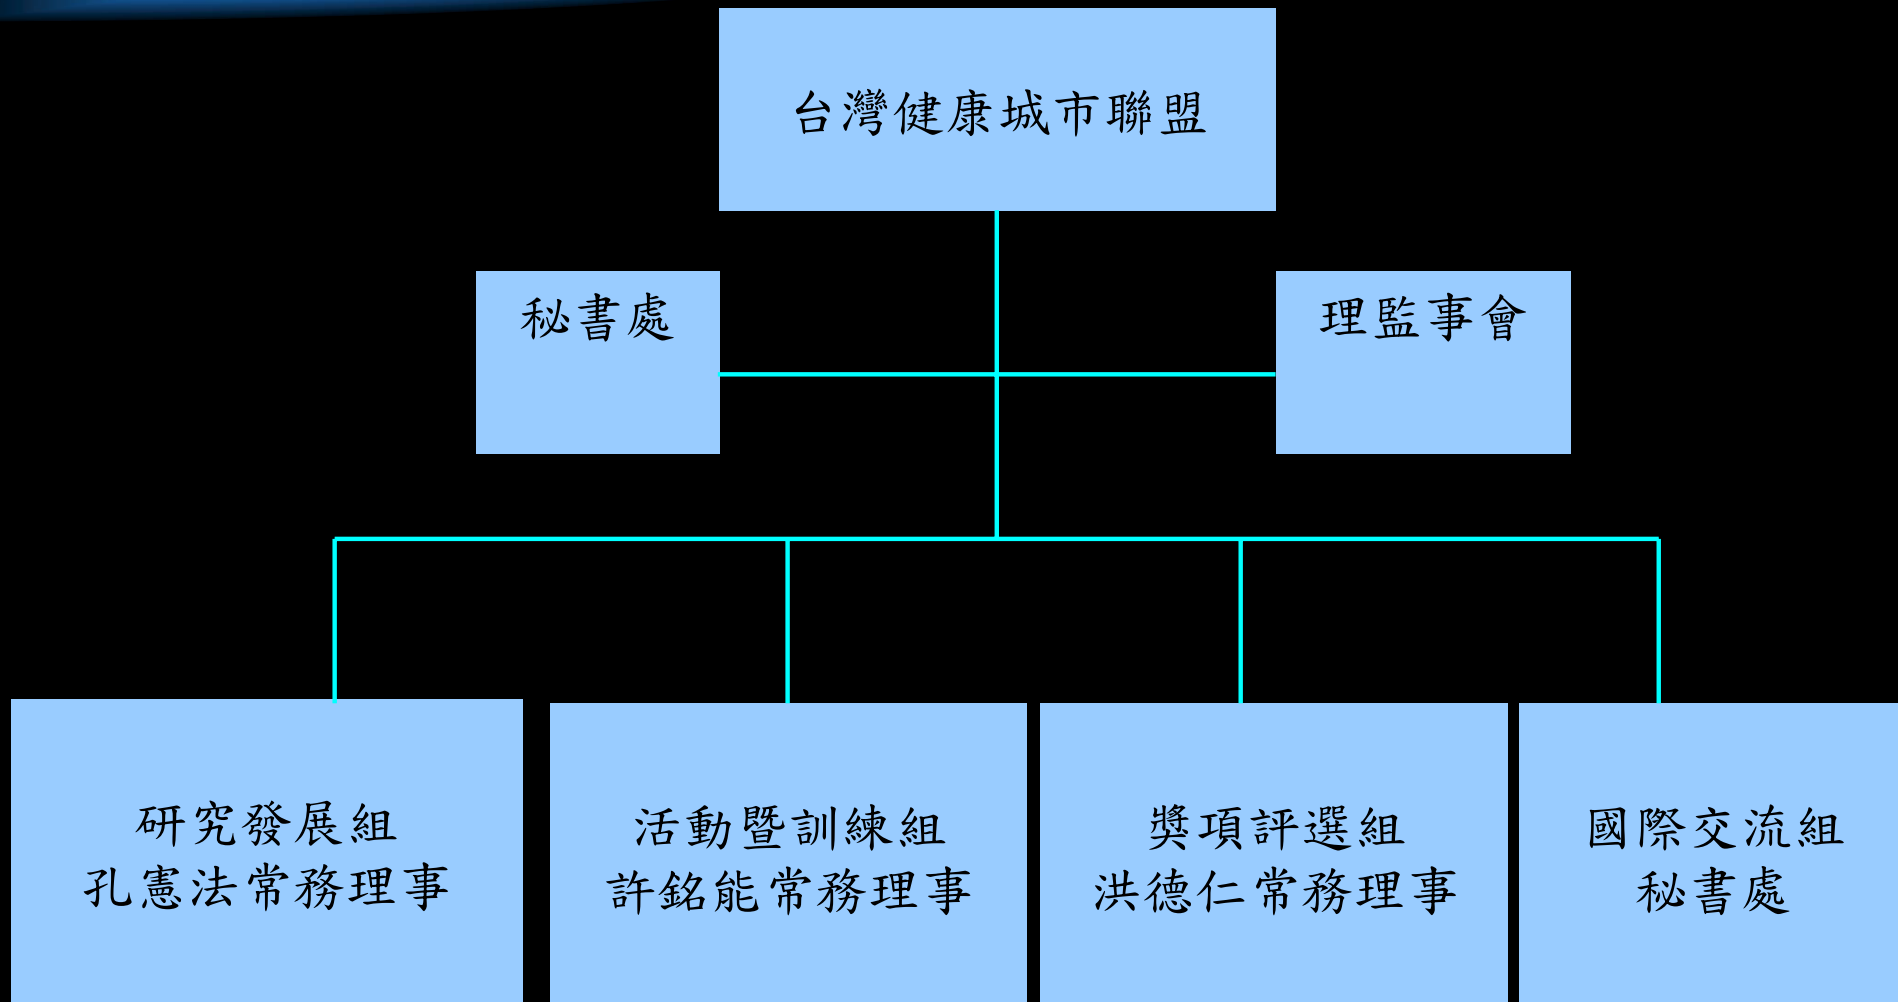 台灣健康城市聯盟
秘書處
理監事會
研究發展組
孔憲法常務理事
活動暨訓練組
許銘能常務理事
獎項評選組
洪德仁常務理事
國際交流組
秘書處